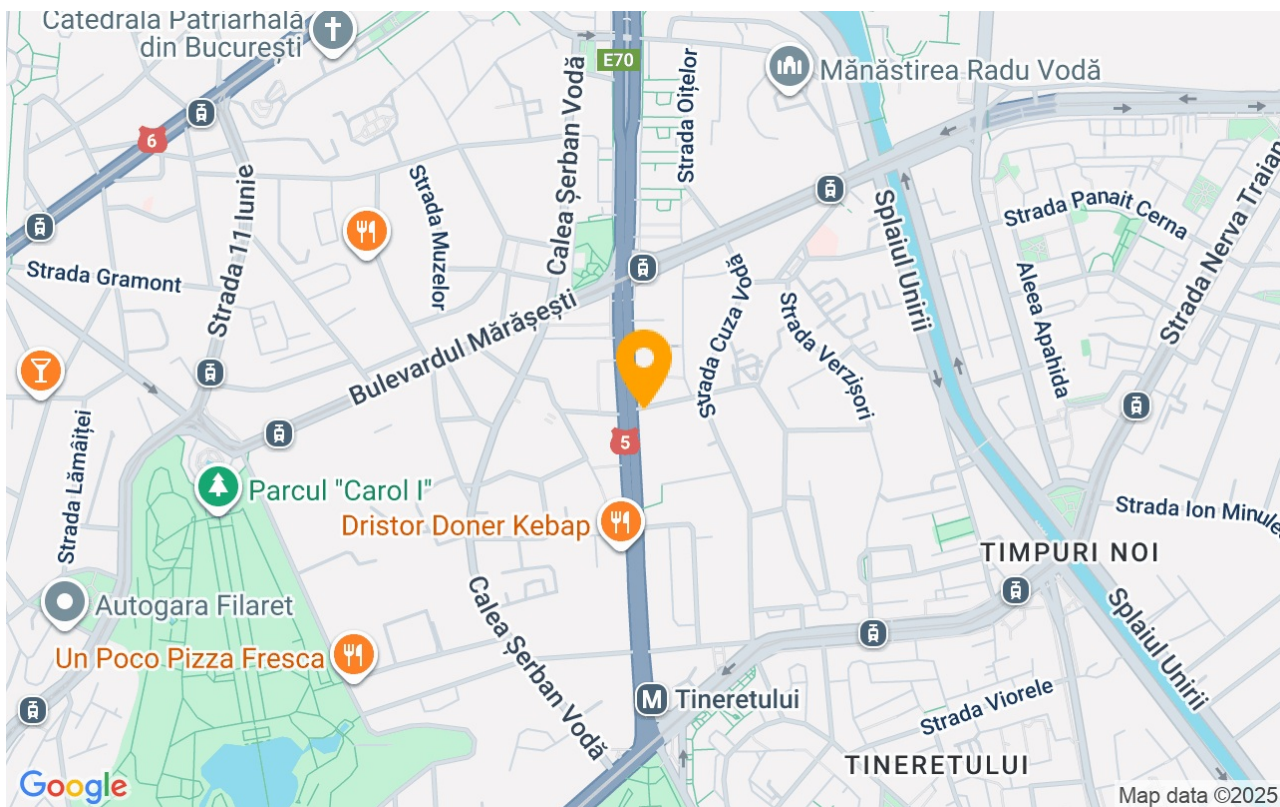 Catedrala Patriarhală
din București
E70
Calea Șerban Vodă
Strada Oițelor
Mănăstirea Radu Vodă
6
Strada 11 Iunie
Strada Muzelor
Strada Gramont
Bulevardul Mărășești
Strada Cuza Vodă
Strada Verzișori
Splaiul Unirii
Strada Panait Cerna
Aleea Apahida
Strada Nerva Traian
5
Strada Lămâiței
Parcul "Carol I"
Dristor Doner Kebap
Strada Ion Minules
TIMPURI NOI
Autogara Filaret
Un Poco Pizza Fresca
Calea Șerban Vodă
Splaiul Unirii
M
Tineretului
Strada Viorele
TINERETULUI
Google
Map data ©2025